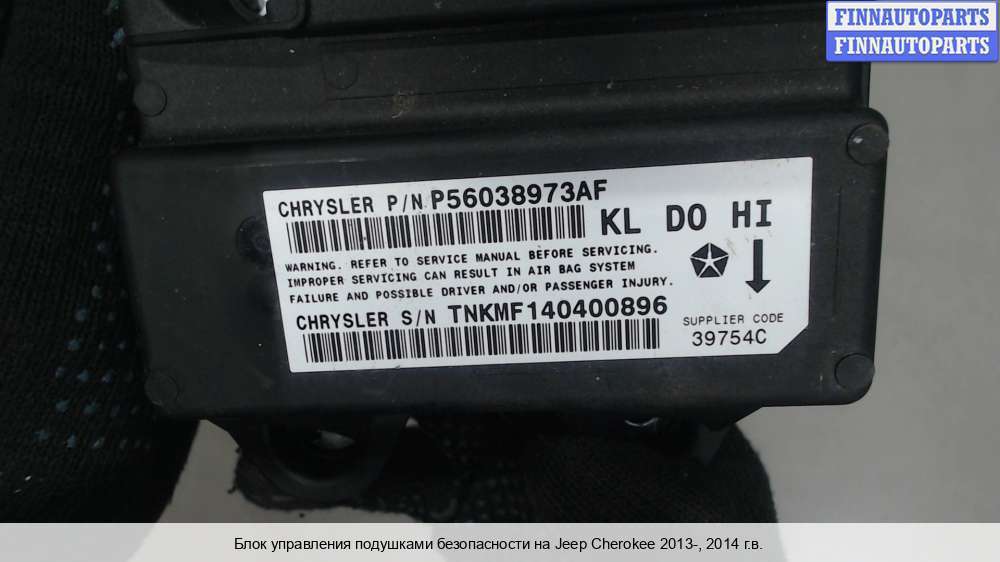 FINNAUTOPARTS
FINNAUTOPARTS
CHRYSLER P/N P56038973AF
KL DO HI
WARNING. REFER TO SERVICE MANUAL BEFORE SERVICING.
IMPROPER SERVICING CAN RESULT IN AIR BAG SYSTEM
FAILURE AND POSSIBLE DRIVER AND/OR PASSENGER INJURY.
CHRYSLER S/N TNKMF140400896
SUPPLIER CODE
39754C
Блок управления подушками безопасности на Jeep Cherokee 2013-, 2014 г.в.